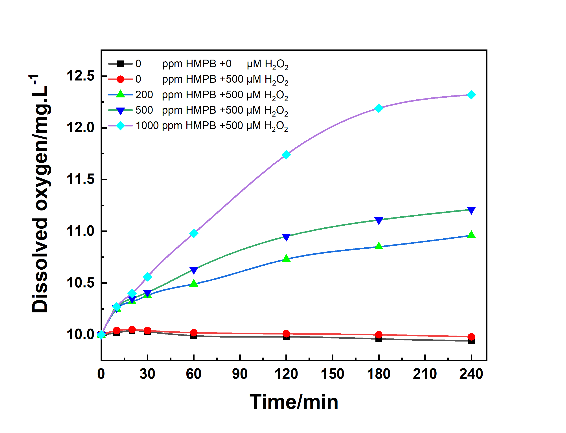 Dissolved oxygen/mg.L⁻¹
12.5
12.0
11.5
11.0
10.5
10.0
0 ppm HMPB +0 μM H₂O₂
0 ppm HMPB +500 μM H₂O₂
200 ppm HMPB +500 μM H₂O₂
500 ppm HMPB +500 μM H₂O₂
1000 ppm HMPB +500 μM H₂O₂
0 30 60 90 120 150 180 210 240
Time/min